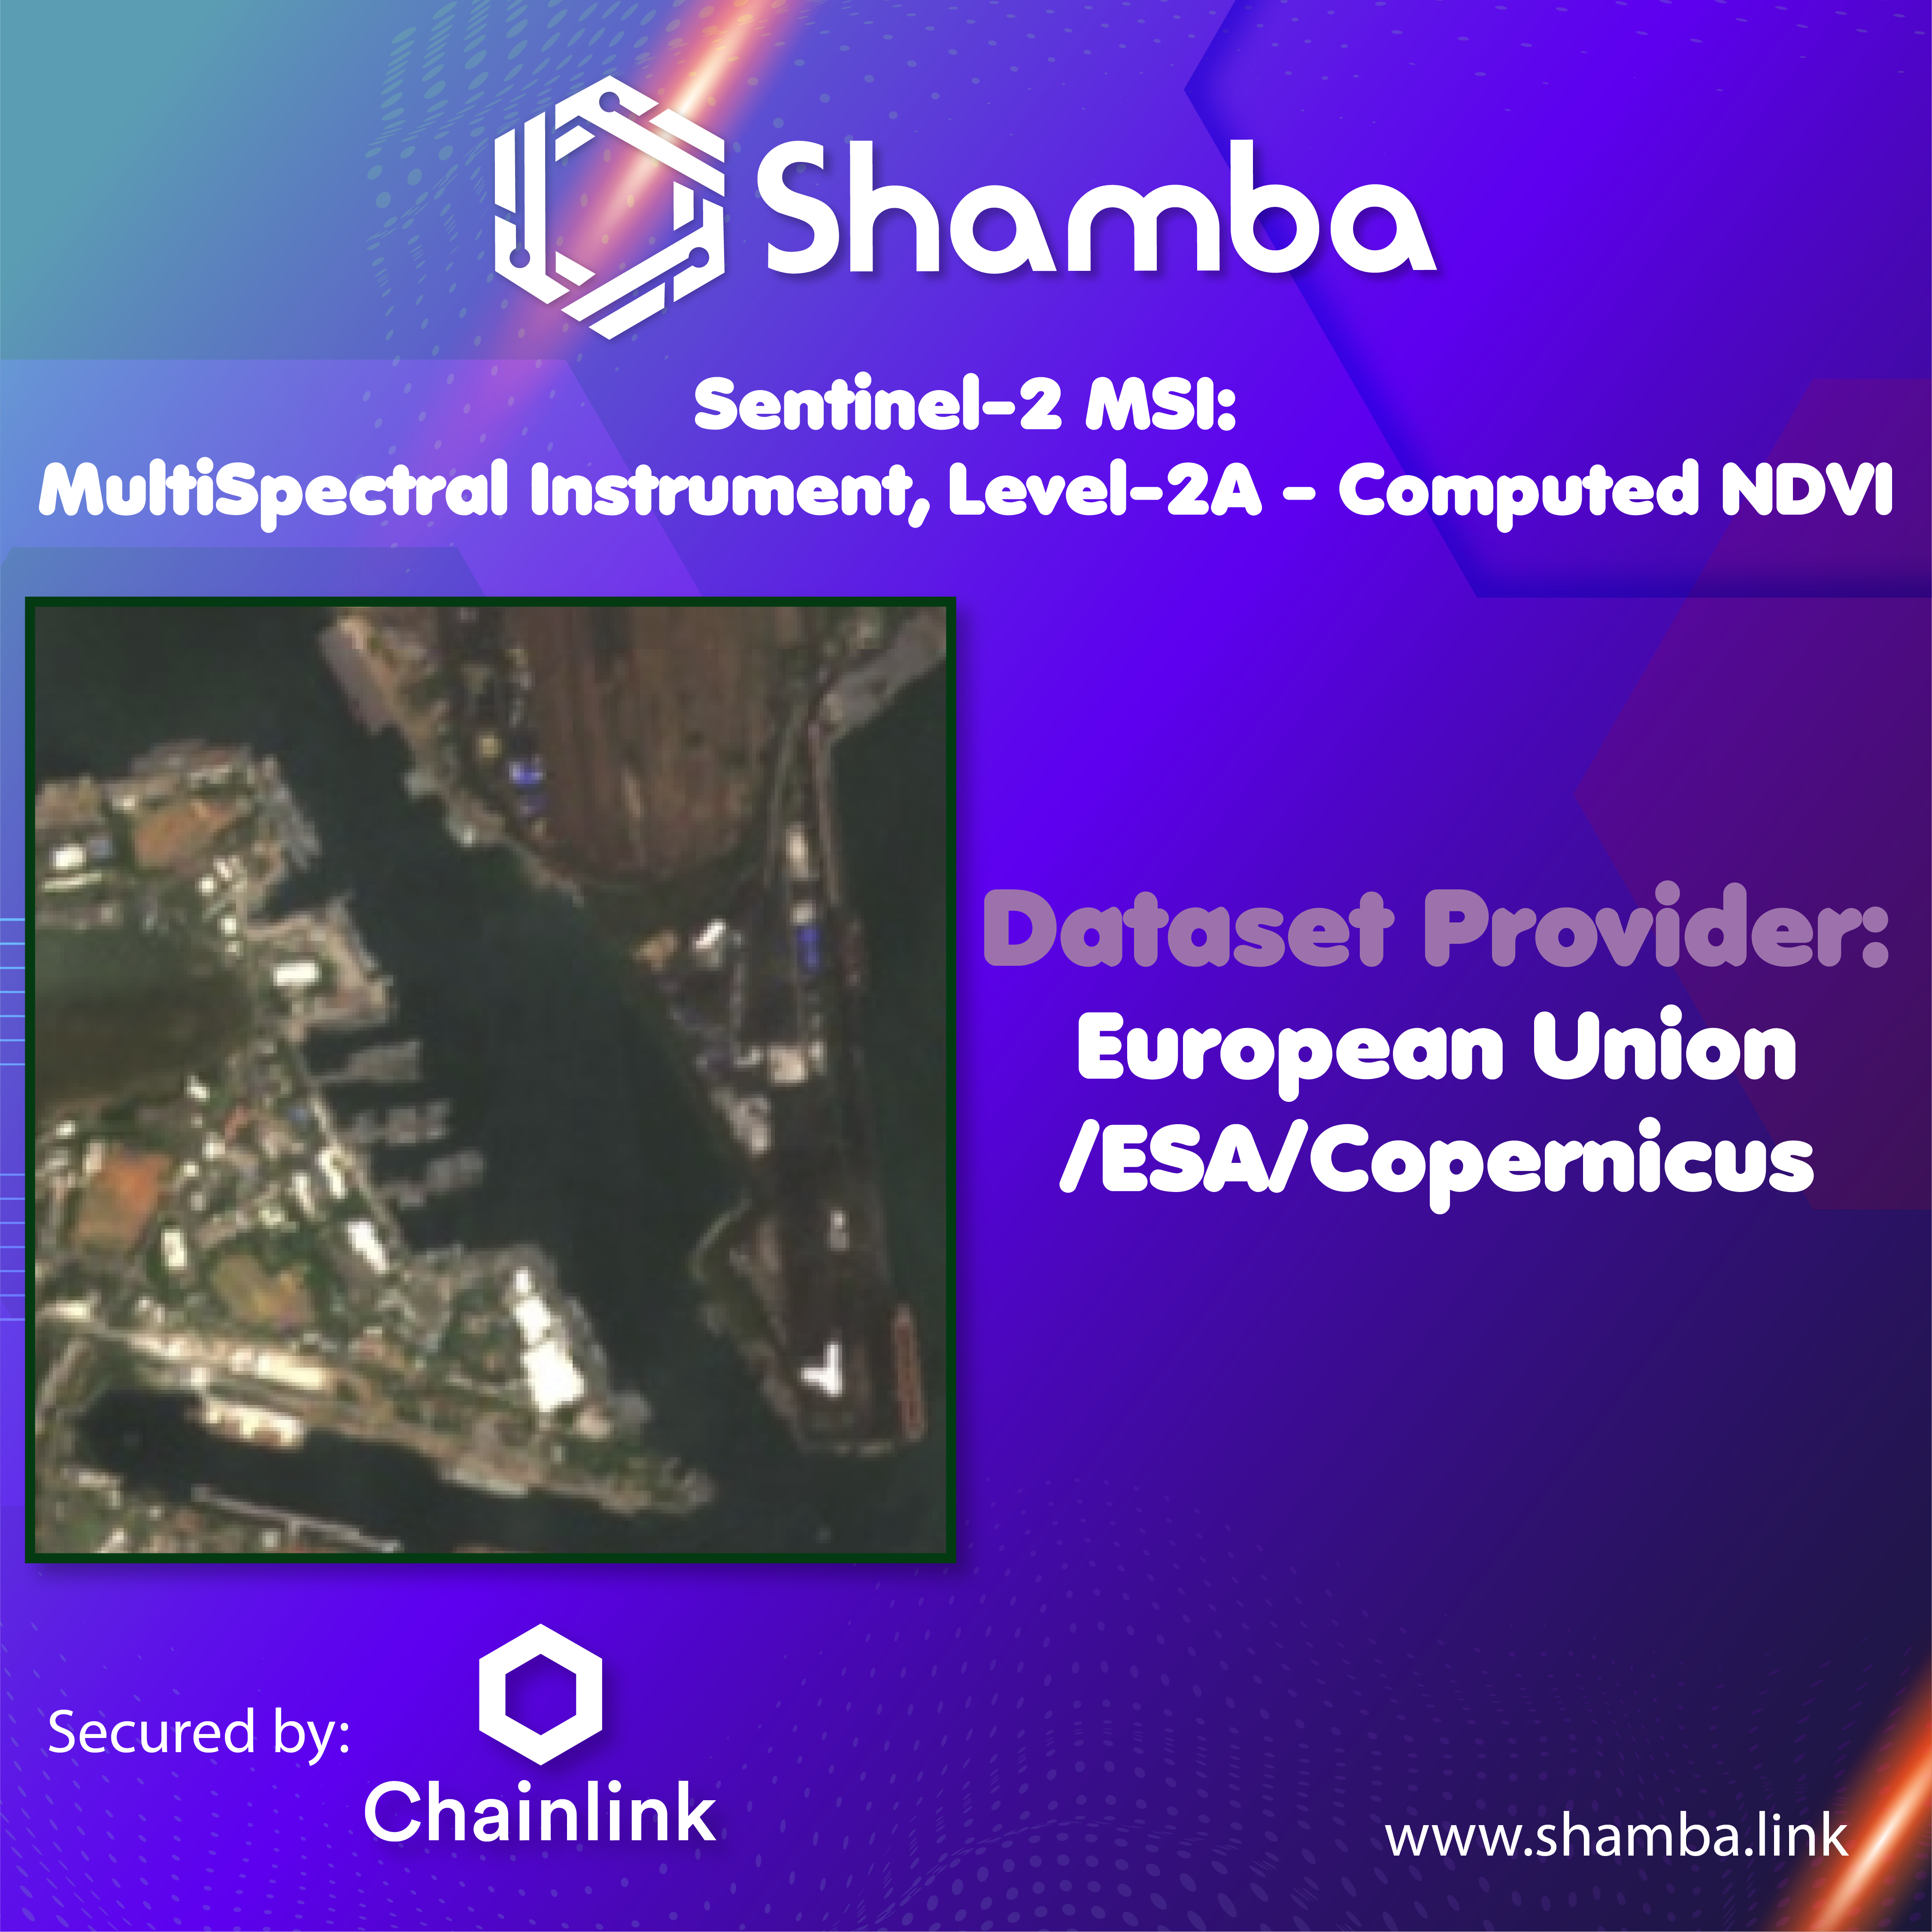 Shamba
Sentinel-2 MSI:
MultiSpectral Instrument, Level-2A - Computed NDVI
Dataset Provider:
European Union
/ESA/Copernicus
Secured by:
Chainlink
www.shamba.link